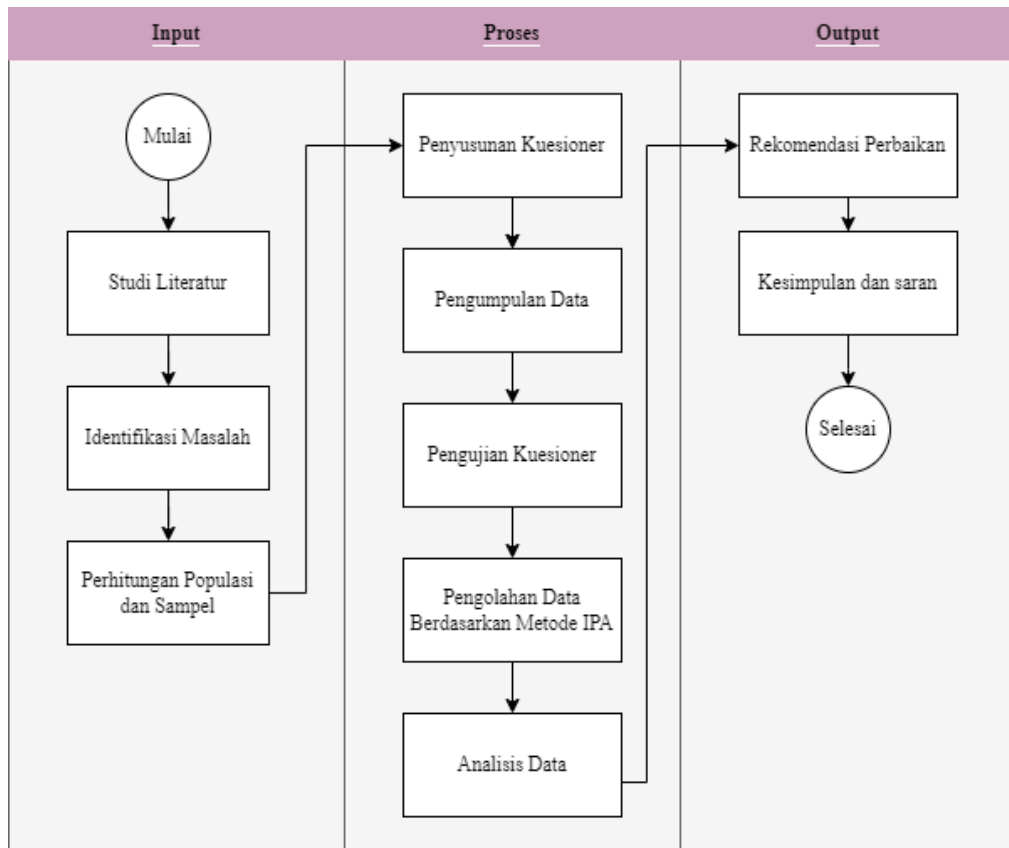 Input
Proses
Output
Mulai
Studi Literatur
Identifikasi Masalah
Perhitungan Populasi
dan Sampel
Penyusunan Kuesioner
Pengumpulan Data
Pengujian Kuesioner
Pengolahan Data
Berdasarkan Metode IPA
Analisis Data
Rekomendasi Perbaikan
Kesimpulan dan saran
Selesai